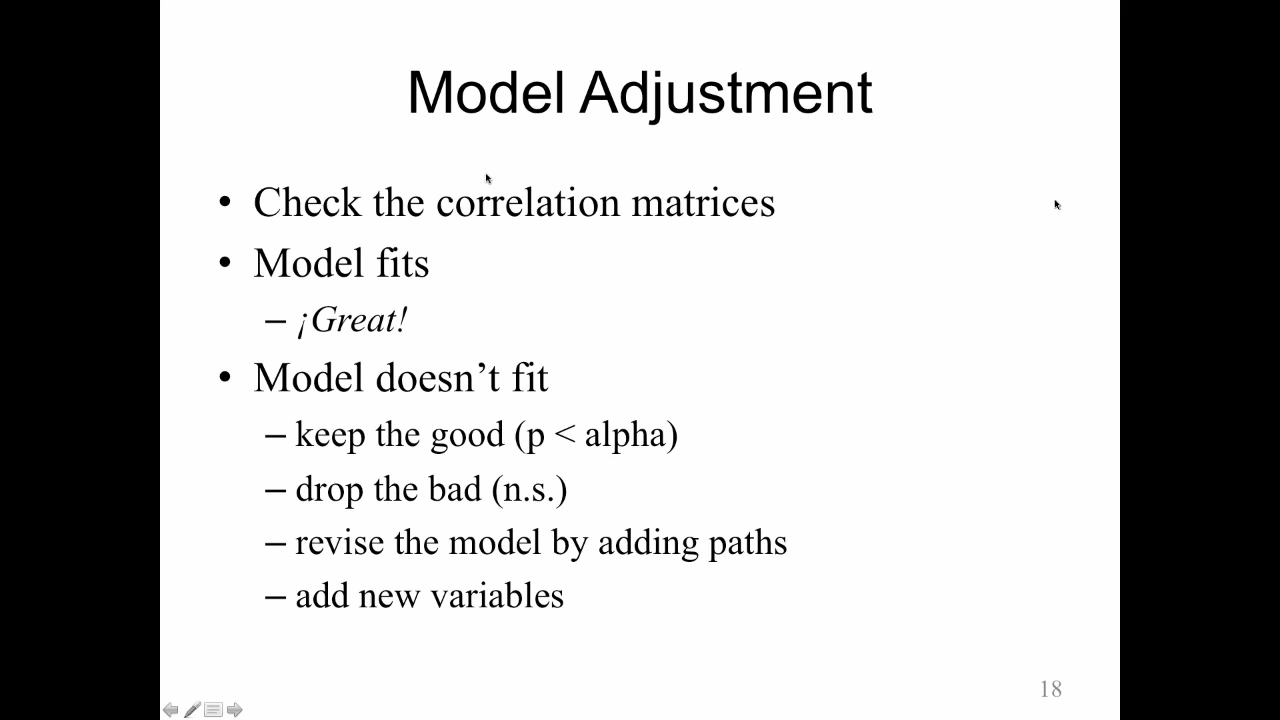 Model Adjustment
• Check the correlation matrices
• Model fits
– ¡Great!
• Model doesn’t fit
– keep the good (p < alpha)
– drop the bad (n.s.)
– revise the model by adding paths
– add new variables
18